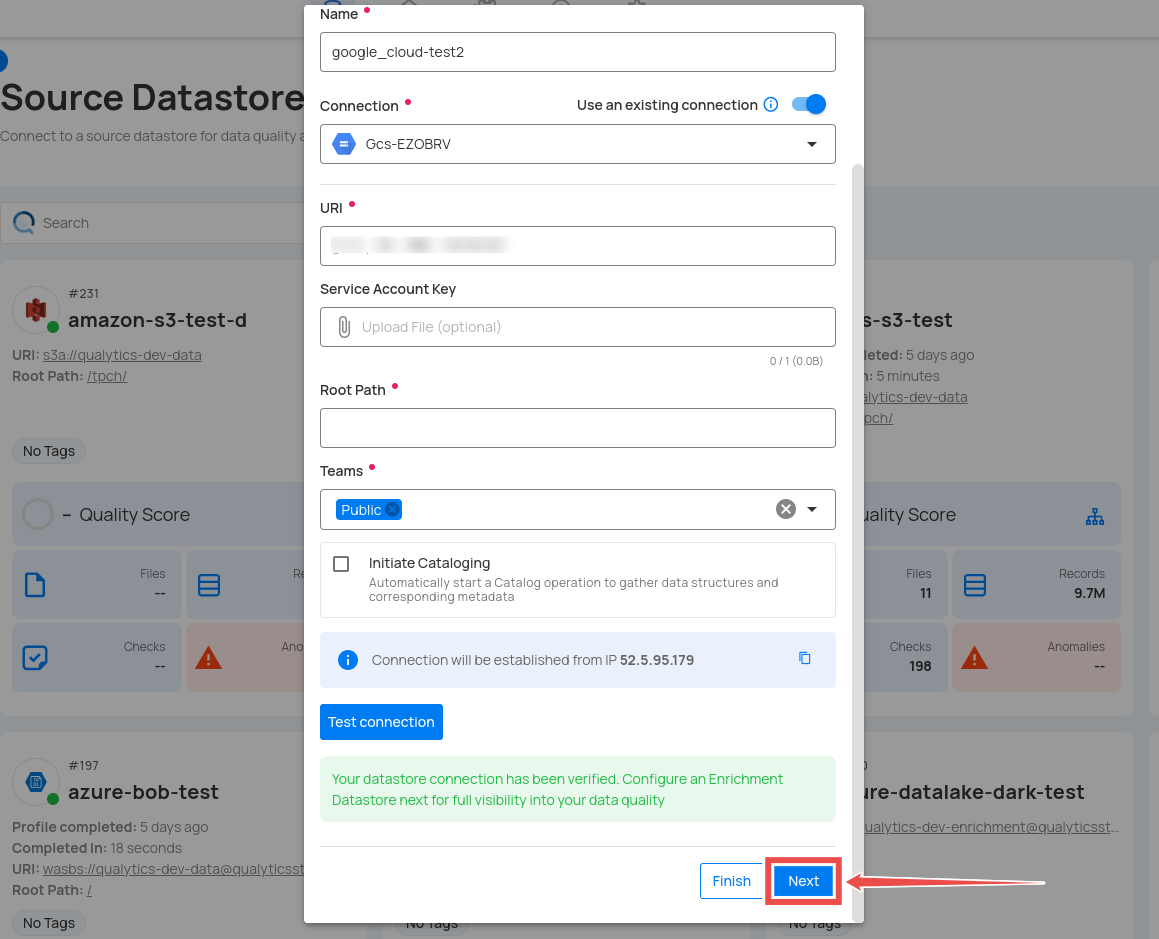 Name
google_cloud-test2
Source Datastore
Connection
Use an existing connection
Connect to a source datastore for data quality a
Gcs-EZOBRV
URI
Search
Service Account Key
#231
amazon-s3-test-d
s-s3-test
Upload File (optional)
URI: s3a://qualytics-dev-data
leted: 5 days ago
0 / 1 (0.0B)
Root Path: /tpch/
n: 5 minutes
Root Path
alytics-dev-data
pch/
No Tags
Teams
Public
– Quality Score
uality Score
Initiate Cataloging
Automatically start a Catalog operation to gather data structures and
corresponding metadata
Files
--
Re
Files
11
Records
9.7M
Checks
--
Ano
Checks
198
Anomalies
--
Connection will be established from IP 52.5.95.179
Test connection
#197
azure-bob-test
ure-datalake-dark-test
Your datastore connection has been verified. Configure an Enrichment
Datastore next for full visibility into your data quality
Profile completed: 5 days ago
ualytics-dev-enrichment@qualyticsst...
Completed In: 18 seconds
URI: wasbs://qualytics-dev-data@qualyticsst
Root Path: /
Finish
Next
No Tags
No Tags
No Tags